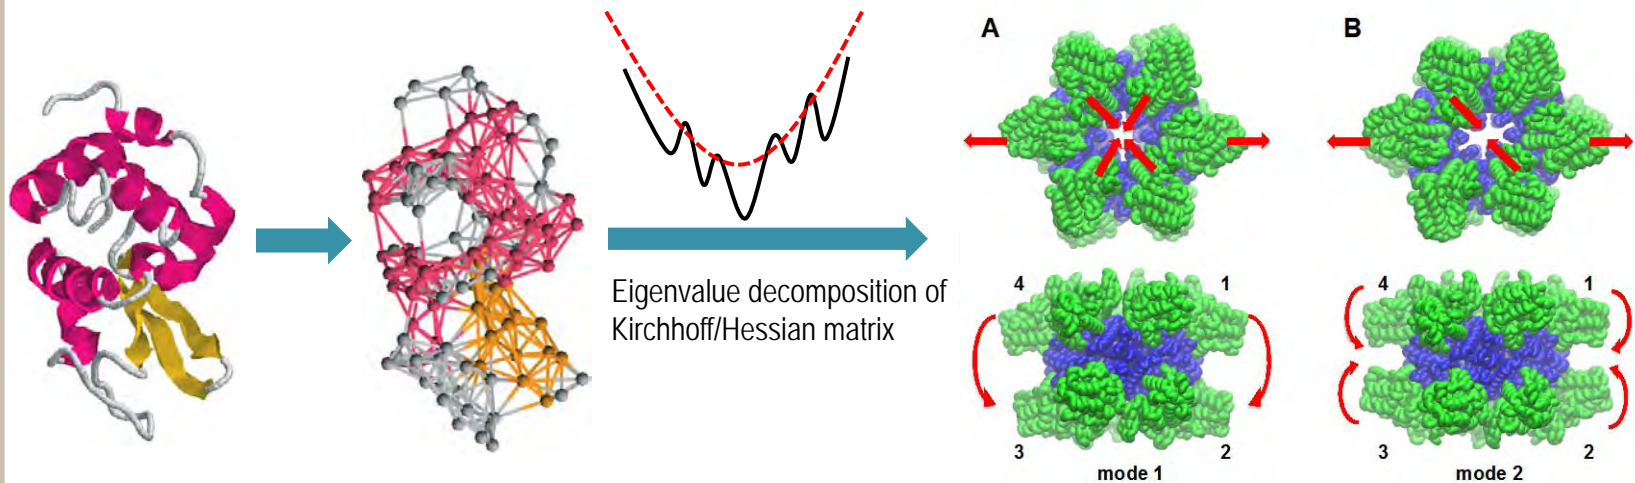 Eigenvalue decomposition of
Kirchhoff/Hessian matrix
A
4 1
3 2
mode 1
B
4 1
3 2
mode 2